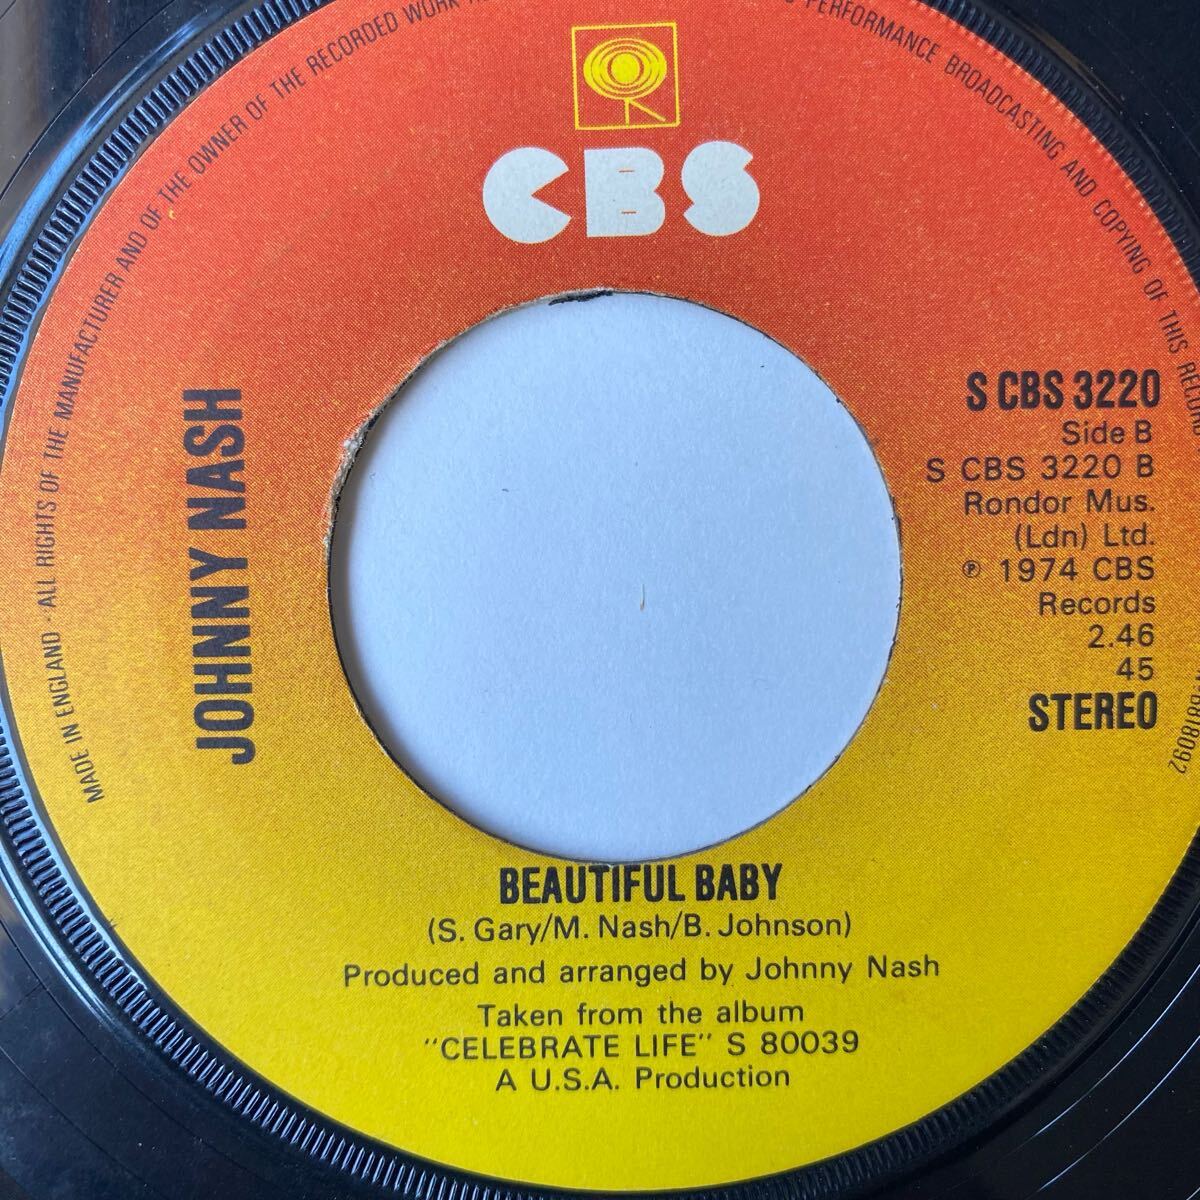 MADE IN ENGLAND · ALL RIGHTS OF THE MANUFACTURER AND OF THE OWNER OF THE RECORDED WORK
PERFORMANCE BROADCASTING AND COPYING OF THIS
CBS
JOHNNY NASH
S CBS 3220
Side B
S CBS 3220 B
Rondor Mus.
(Ldn) Ltd.
℗ 1974 CBS
Records
2.46
45
STEREO
BEAUTIFUL BABY
(S. Gary/M. Nash/B. Johnson)
Produced and arranged by Johnny Nash
Taken from the album
"CELEBRATE LIFE" S 80039
A U.S.A. Production